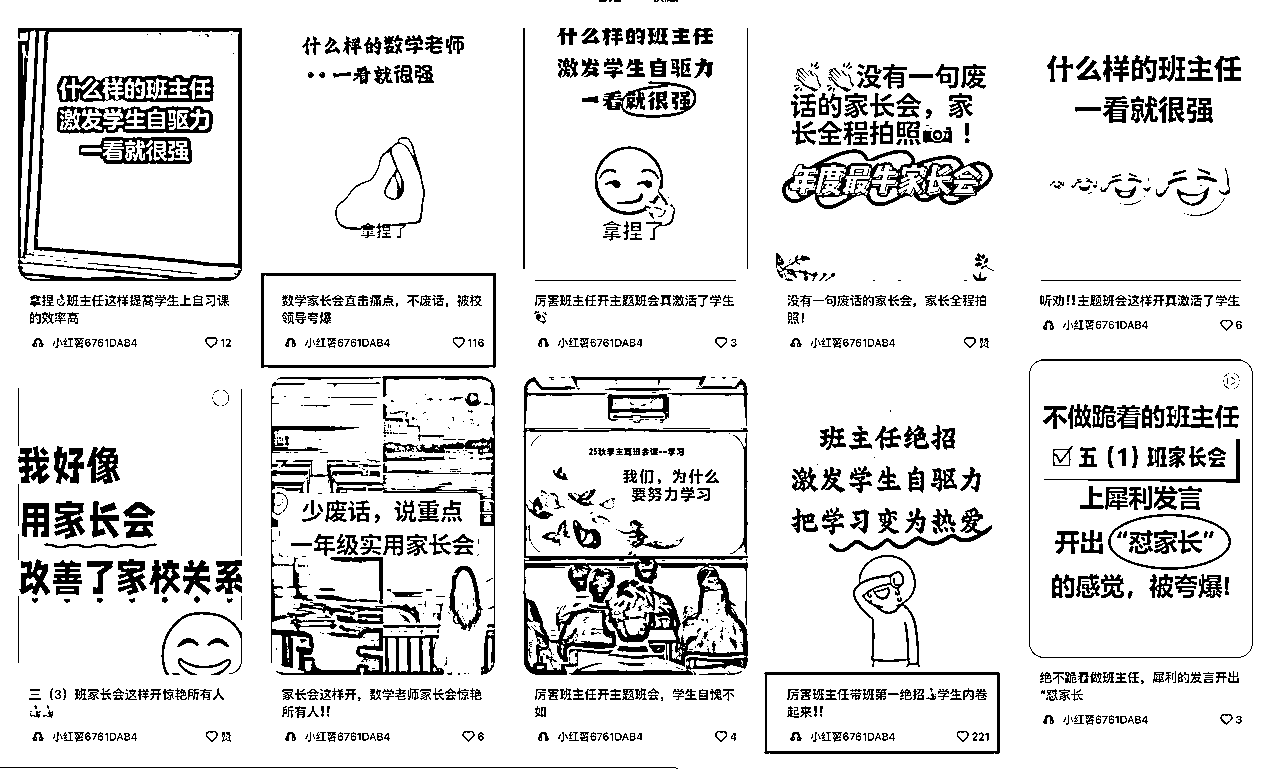 什么样的班主任
激发学生自驱力
一看就很强
拿捏👌班主任这样提高学生上自习课
的效率高
小红薯6761DAB4
12
什么样的数学老师
··一看就很强
拿捏了
数学家长会直击痛点，不废话，被校
领导夸爆
小红薯6761DAB4
116
什么样的班主任
激发学生自驱力
一看就很强
拿捏了
厉害班主任开主题班会真激活了学生
小红薯6761DAB4
3
👏👏没有一句废
话的家长会，家
长全程拍照📷！
年度最牛家长会
没有一句废话的家长会，家长全程拍
照！
小红薯6761DAB4
赞
什么样的班主任
一看就很强
听劝!!主题班会这样开真激活了学生
小红薯6761DAB4
6
我好像
用家长会
改善了家校关系
三（3）班家长会这样开惊艳所有人
小红薯6761DAB4
赞
少废话，说重点
一年级实用家长会
家长会这样开，数学老师家长会惊艳
所有人!!
小红薯6761DAB4
6
25秋学主题班会课--学习
我们，为什么
要努力学习
厉害班主任开主题班会，学生自愧不
如
小红薯6761DAB4
4
班主任绝招
激发学生自驱力
把学习变为热爱
厉害班主任带班第一绝招👍学生内卷
起来!!
小红薯6761DAB4
221
不做跪着的班主任
☑五（1）班家长会
上犀利发言
开出“怼家长”
的感觉，被夸爆!
绝不跪着做班主任，犀利的发言开出
“怼家长
小红薯6761DAB4
3